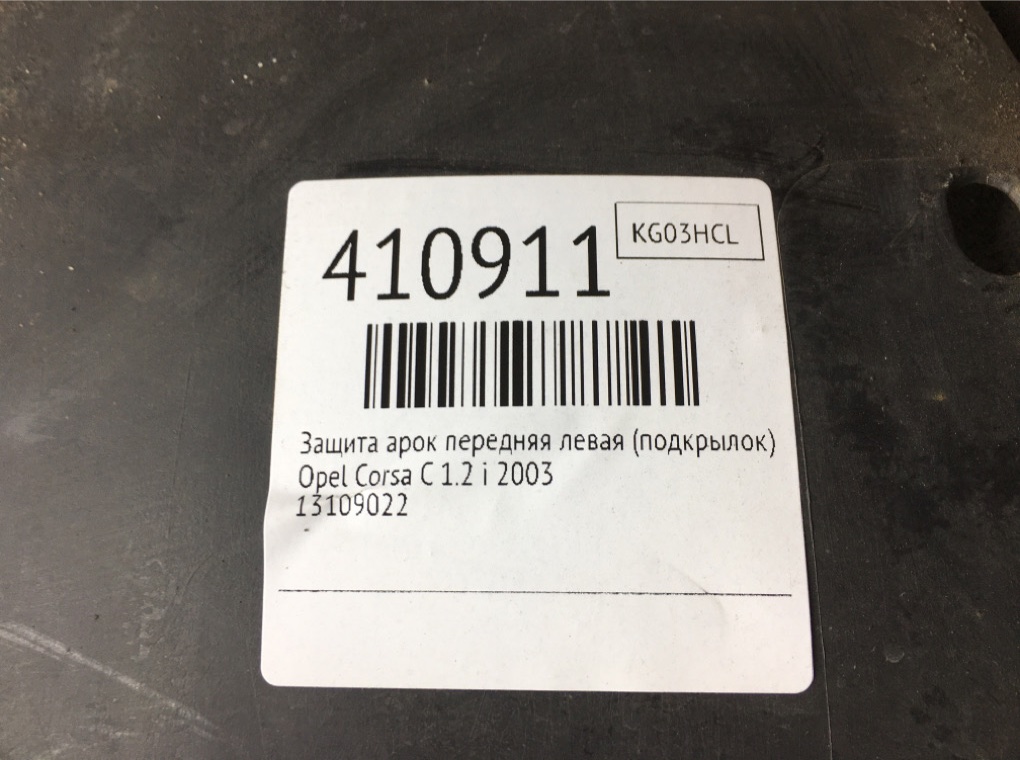 410911
KG03HCL
Защита арок передняя левая (подкрылок)
Opel Corsa C 1.2 i 2003
13109022
-